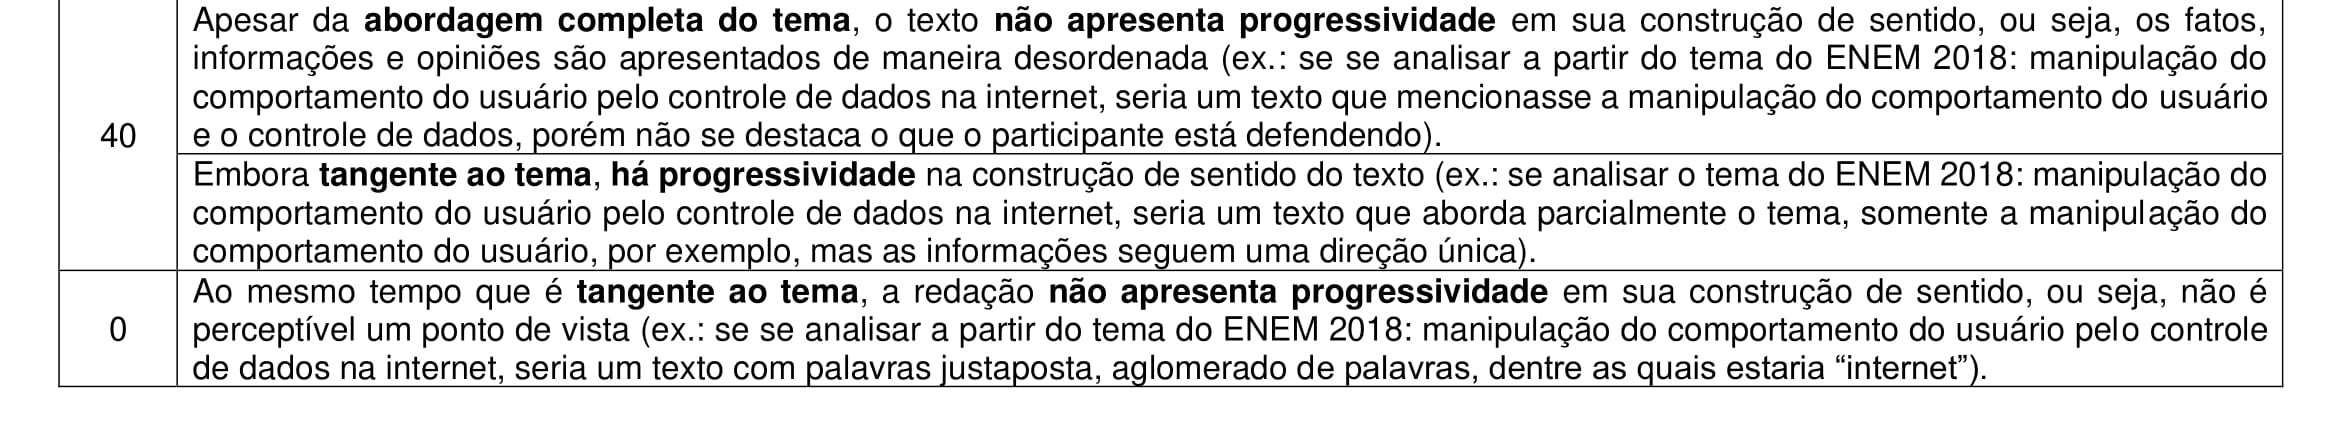 Apesar da abordagem completa do tema, o texto não apresenta progressividade em sua construção de sentido, ou seja, os fatos,
informações e opiniões são apresentados de maneira desordenada (ex.: se se analisar a partir do tema do ENEM 2018: manipulação do
comportamento do usuário pelo controle de dados na internet, seria um texto que mencionasse a manipulação do comportamento do usuário
40
e o controle de dados, porém não se destaca o que o participante está defendendo).
Embora tangente ao tema, há progressividade na construção de sentido do texto (ex.: se analisar o tema do ENEM 2018: manipulação do
comportamento do usuário pelo controle de dados na internet, seria um texto que aborda parcialmente o tema, somente a manipulação do
comportamento do usuário, por exemplo, mas as informações seguem uma direção única).
Ao mesmo tempo que é tangente ao tema, a redação não apresenta progressividade em sua construção de sentido, ou seja, não é
0
perceptível um ponto de vista (ex.: se se analisar a partir do tema do ENEM 2018: manipulação do comportamento do usuário pelo controle
de dados na internet, seria um texto com palavras justaposta, aglomerado de palavras, dentre as quais estaria “internet”).